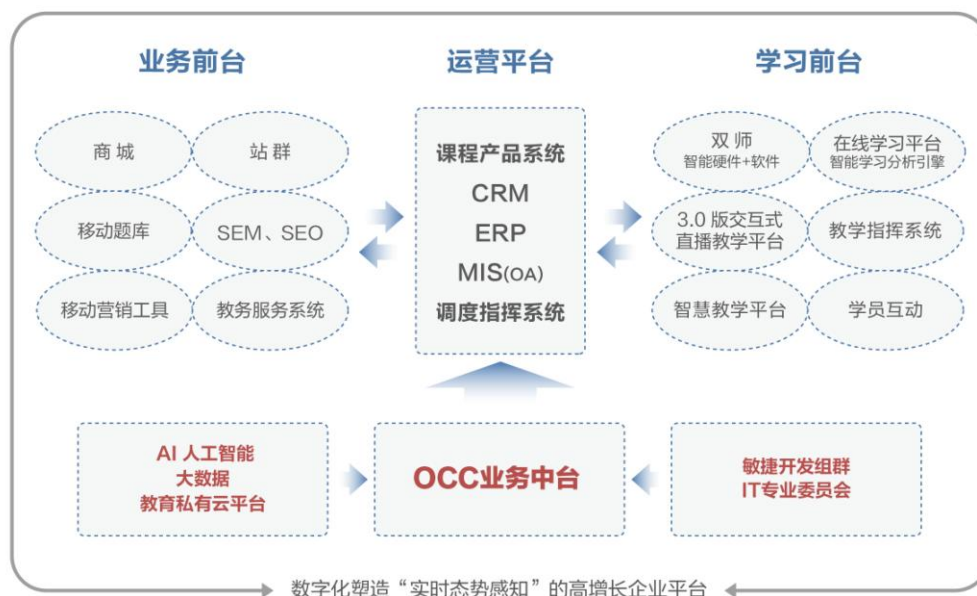 业务前台
运营平台
学习前台
商城
站群
移动题库
SEM、SEO
移动营销工具
教务服务系统
课程产品系统
CRM
ERP
MIS(OA)
调度指挥系统
双师
智能硬件+软件
在线学习平台
智能学习分析引擎
3.0 版交互式
直播教学平台
教学指挥系统
智慧教学平台
学员互动
AI 人工智能
大数据
教育私有云平台
OCC业务中台
敏捷开发组群
IT专业委员会
数字化塑造“实时态势感知”的高增长企业平台